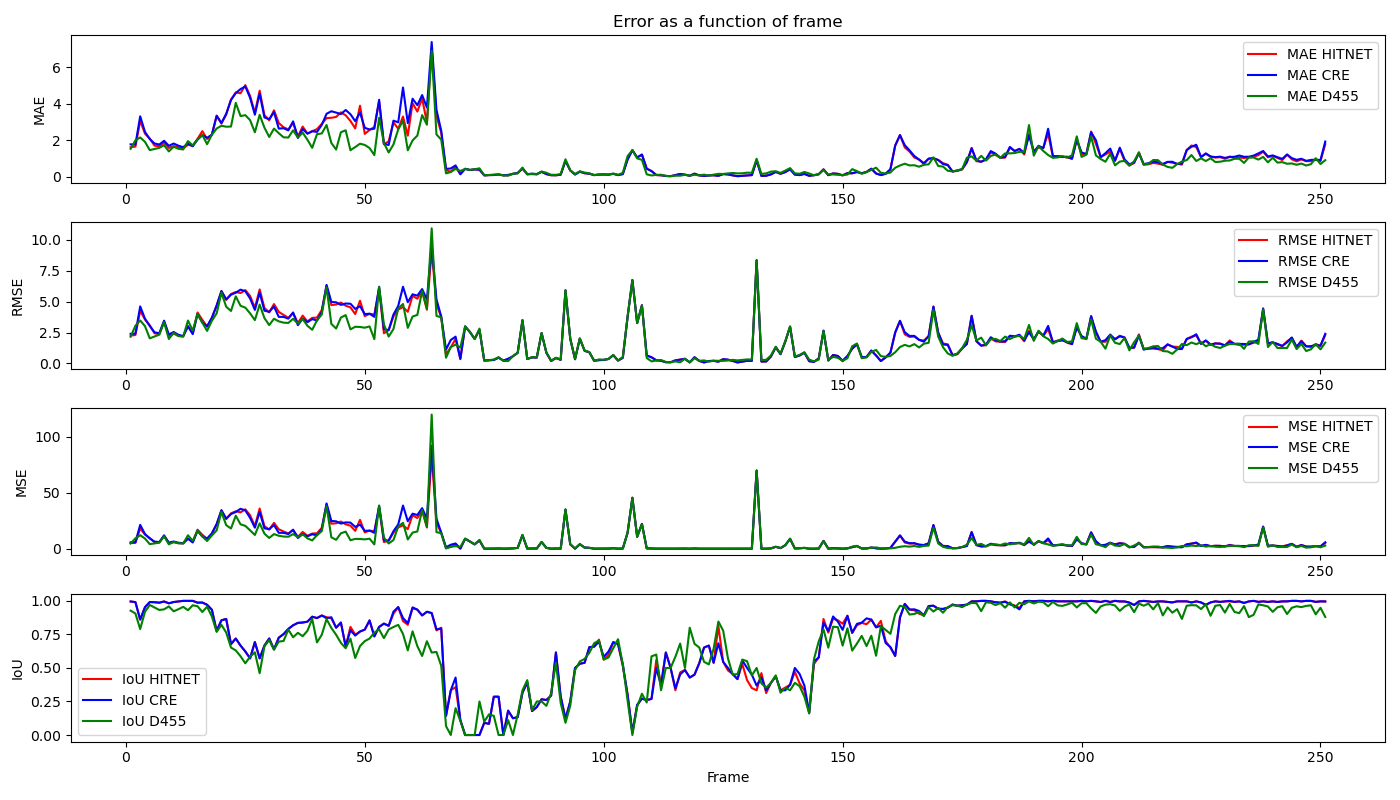 Error as a function of frame
MAE
6
4
2
0
MAE HITNET
MAE CRE
MAE D455
0 50 100 150 200 250
RMSE
10.0
7.5
5.0
2.5
0.0
RMSE HITNET
RMSE CRE
RMSE D455
0 50 100 150 200 250
MSE
100
50
0
MSE HITNET
MSE CRE
MSE D455
0 50 100 150 200 250
IoU
1.00
0.75
0.50
0.25
0.00
IoU HITNET
IoU CRE
IoU D455
0 50 100 150 200 250
Frame